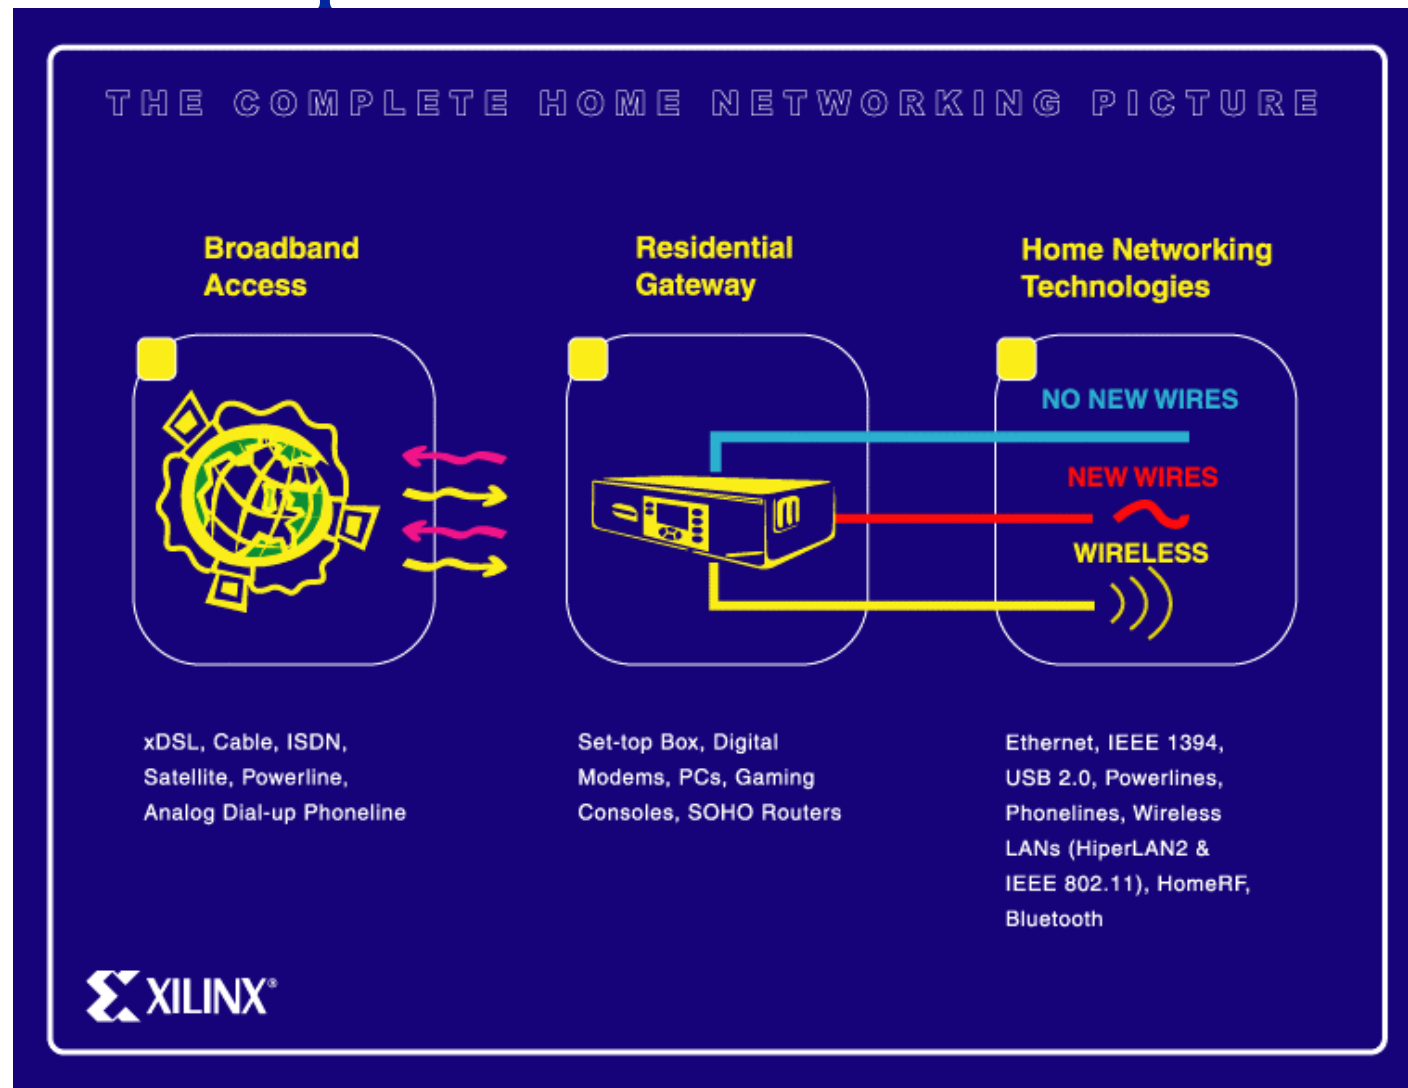 THE COMPLETE HOME NETWORKING PICTURE
Broadband
Access
Residential
Gateway
Home Networking
Technologies
NO NEW WIRES
NEW WIRES
WIRELESS
xDSL, Cable, ISDN,
Satellite, Powerline,
Analog Dial-up Phoneline
Set-top Box, Digital
Modems, PCs, Gaming
Consoles, SOHO Routers
Ethernet, IEEE 1394,
USB 2.0, Powerlines,
Phonelines, Wireless
LANs (HiperLAN2 &
IEEE 802.11), HomeRF,
Bluetooth
XILINX®